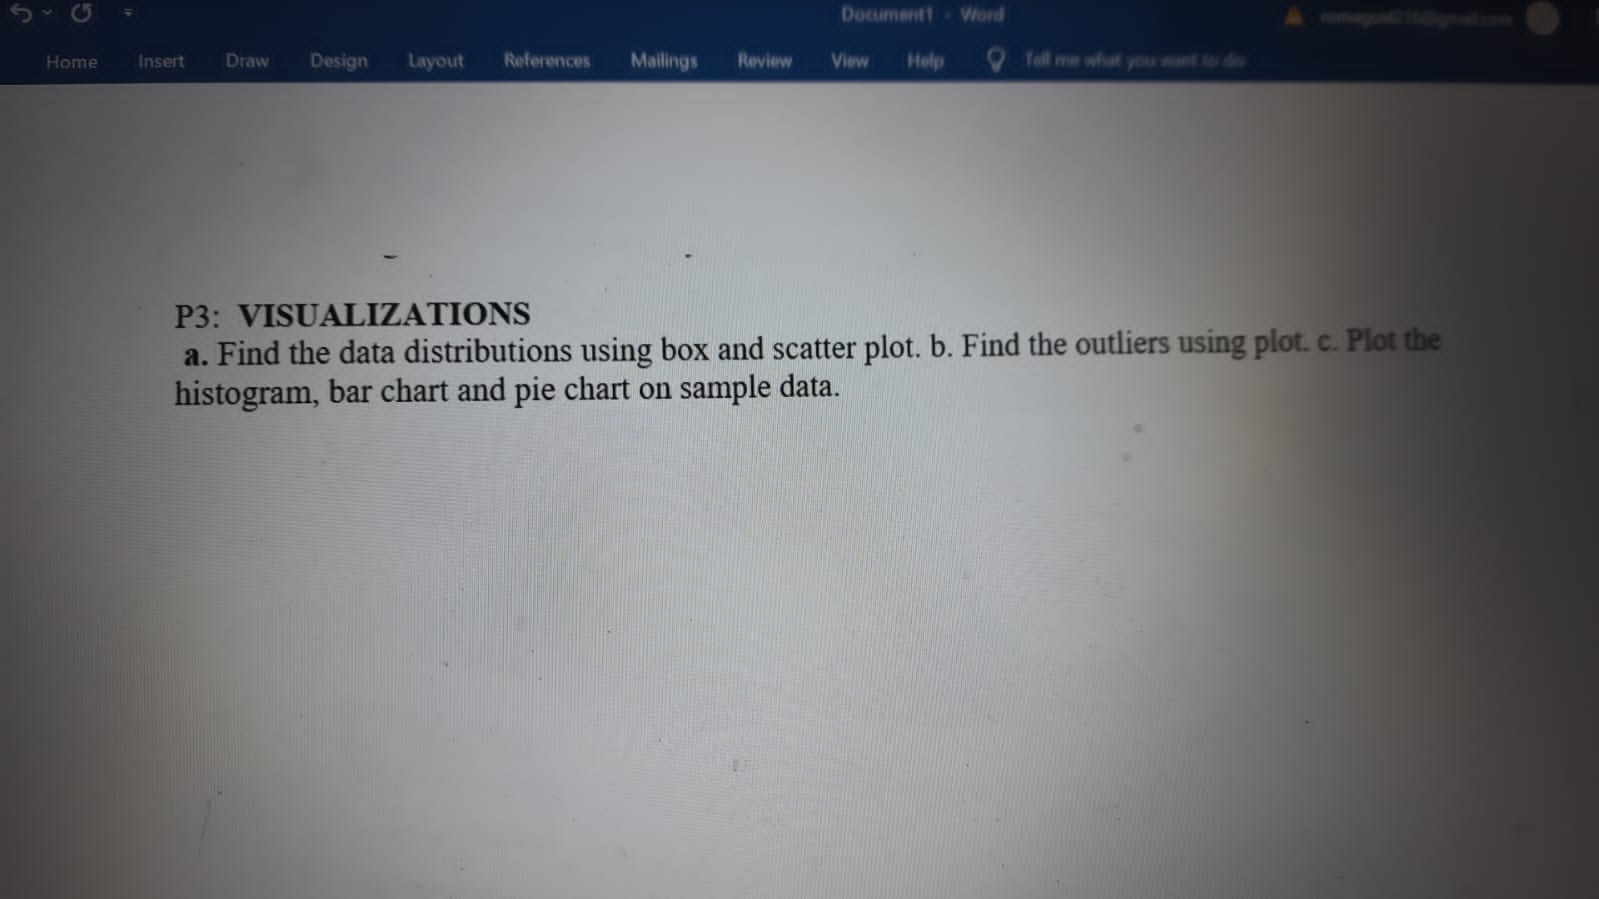 Document1 - Word
Home Insert Draw Design Layout References Mailings Review View Help Tell me what you want to do
P3: VISUALIZATIONS
a. Find the data distributions using box and scatter plot. b. Find the outliers using plot. c. Plot the
histogram, bar chart and pie chart on sample data.